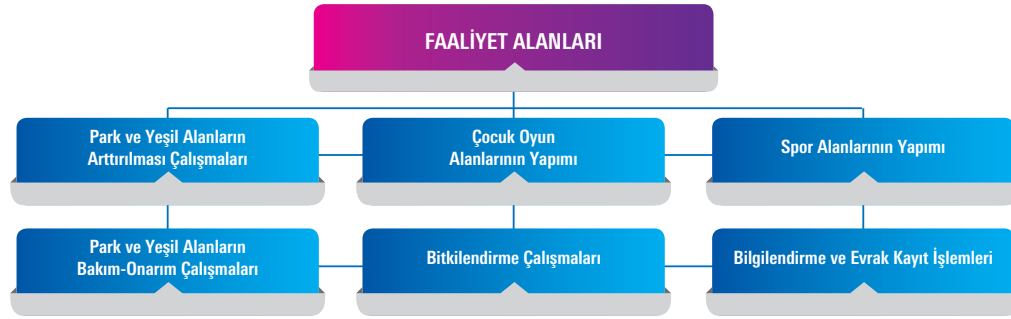 FAALİYET ALANLARI
Park ve Yeşil Alanların
Arttırılması Çalışmaları
Çocuk Oyun
Alanlarının Yapımı
Spor Alanlarının Yapımı
Park ve Yeşil Alanların
Bakım-Onarım Çalışmaları
Bitkilendirme Çalışmaları
Bilgilendirme ve Evrak Kayıt İşlemleri